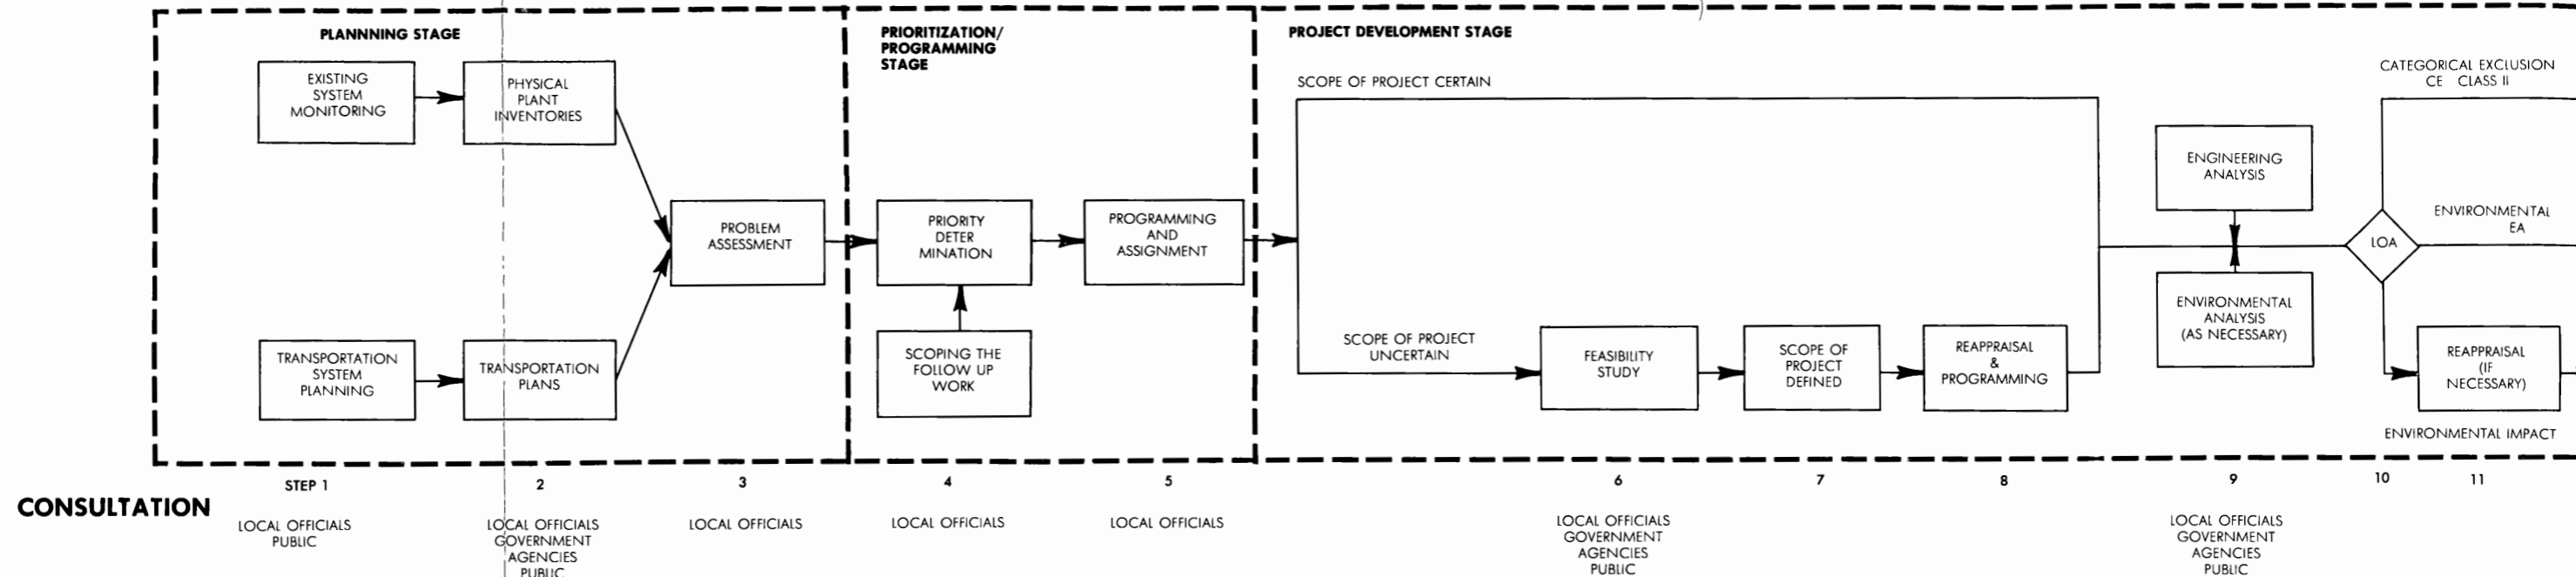 PLANNNING STAGE
EXISTING
SYSTEM
MONITORING
PHYSICAL
PLANT
INVENTORIES
PROBLEM
ASSESSMENT
TRANSPORTATION
SYSTEM
PLANNING
TRANSPORTATION
PLANS
PRIORITIZATION/
PROGRAMMING
STAGE
PRIORITY
DETER
MINATION
PROGRAMMING
AND
ASSIGNMENT
SCOPING THE
FOLLOW UP
WORK
PROJECT DEVELOPMENT STAGE
SCOPE OF PROJECT CERTAIN
SCOPE OF PROJECT
UNCERTAIN
FEASIBILITY
STUDY
SCOPE OF
PROJECT
DEFINED
REAPPRAISAL
&
PROGRAMMING
ENGINEERING
ANALYSIS
ENVIRONMENTAL
ANALYSIS
(AS NECESSARY)
CATEGORICAL EXCLUSION
CE CLASS II
LOA
ENVIRONMENTAL
EA
REAPPRAISAL
(IF
NECESSARY)
ENVIRONMENTAL IMPACT
STEP 1 2 3 4 5 6 7 8 9 10 11
CONSULTATION
LOCAL OFFICIALS
PUBLIC
LOCAL OFFICIALS
GOVERNMENT
AGENCIES
PUBLIC
LOCAL OFFICIALS
LOCAL OFFICIALS
LOCAL OFFICIALS
LOCAL OFFICIALS
GOVERNMENT
AGENCIES
PUBLIC
LOCAL OFFICIALS
GOVERNMENT
AGENCIES
PUBLIC